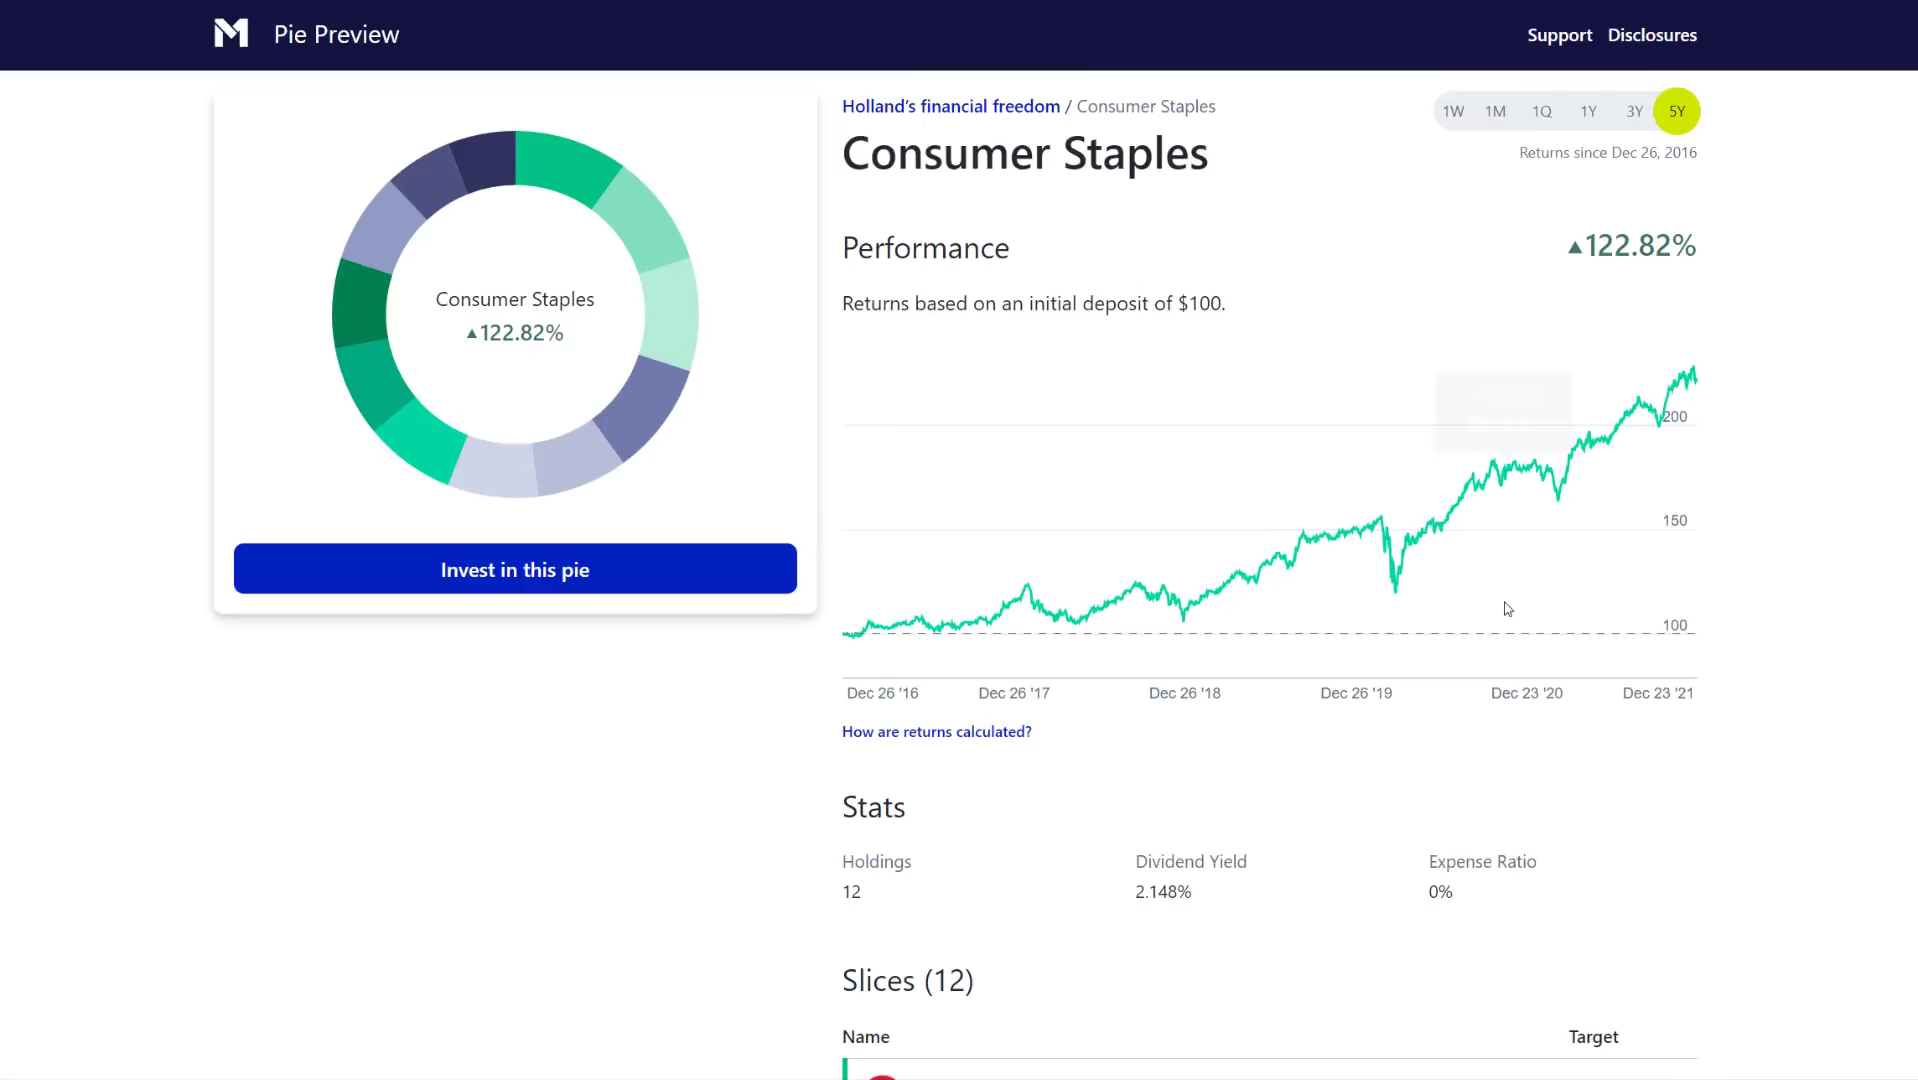 Pie Preview
Support Disclosures
Holland's financial freedom / Consumer Staples
1W 1M 1Q 1Y 3Y 5Y
Returns since Dec 26, 2016
Consumer Staples
Consumer Staples
▲122.82%
Invest in this pie
Performance
▲122.82%
Returns based on an initial deposit of $100.
200
150
100
Dec 26 '16 Dec 26 '17 Dec 26 '18 Dec 26 '19 Dec 23 '20 Dec 23 '21
How are returns calculated?
Stats
Holdings Dividend Yield Expense Ratio
12 2.148% 0%
Slices (12)
Name Target